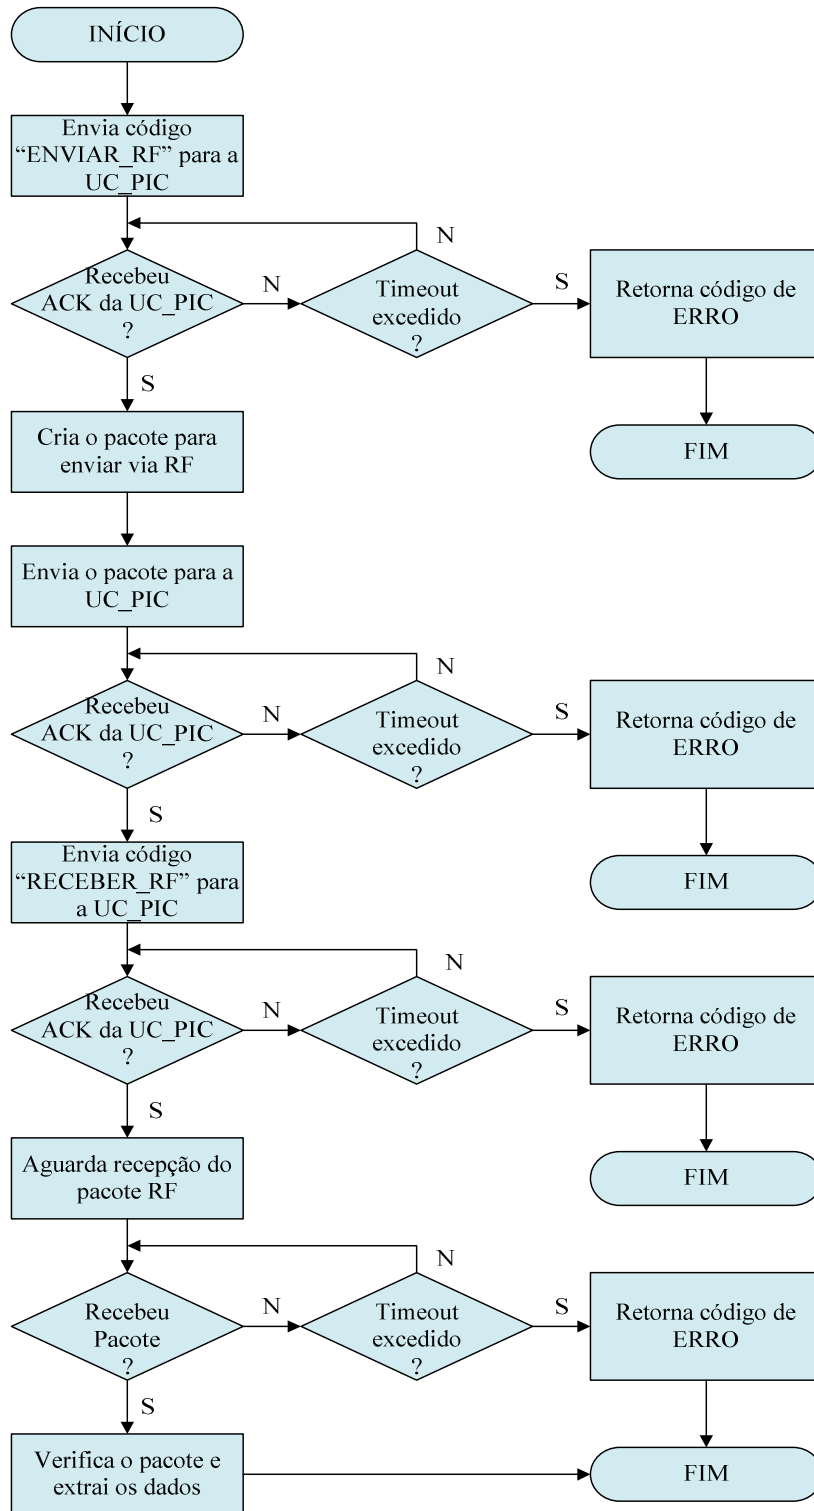 INÍCIO
Envia código
“ENVIAR_RF” para a
UC_PIC
N
Recebeu
ACK da UC_PIC
?
N
Timeout
excedido
?
S
Retorna código de
ERRO
S
FIM
Cria o pacote para
enviar via RF
Envia o pacote para a
UC_PIC
N
Recebeu
ACK da UC_PIC
?
N
Timeout
excedido
?
S
Retorna código de
ERRO
S
FIM
Envia código
“RECEBER_RF” para
a UC_PIC
N
Recebeu
ACK da UC_PIC
?
N
Timeout
excedido
?
S
Retorna código de
ERRO
S
FIM
Aguarda recepção do
pacote RF
N
Recebeu
Pacote
?
N
Timeout
excedido
?
S
Retorna código de
ERRO
S
Verifica o pacote e
extrai os dados
FIM